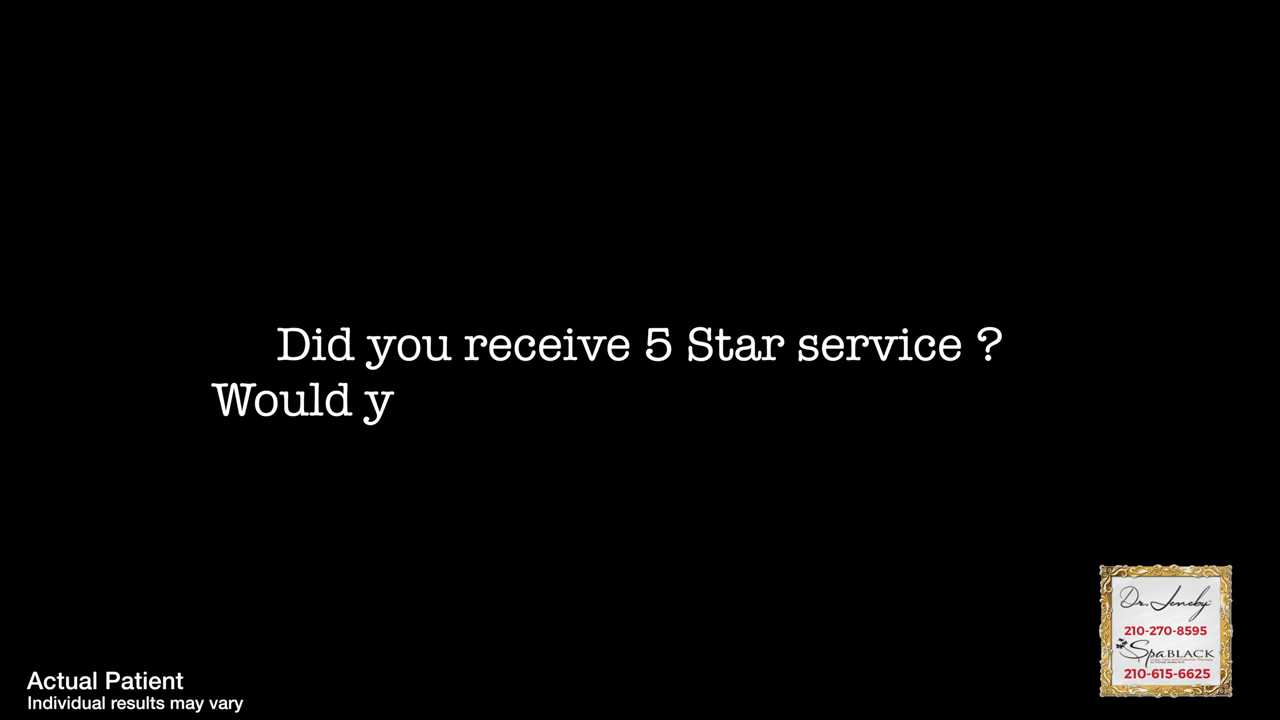 Did you receive 5 Star service ?
Would y
Dr. Jeneby
210-270-8595
SpaBLACK
210-615-6625
Actual Patient
Individual results may vary